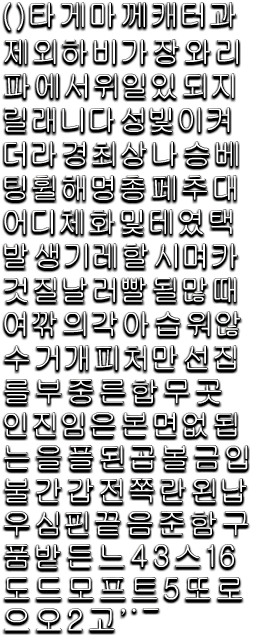 ()타게마께캐터과
제외하비가장와리
파에서위일있되지
릴래니다성빛이켜
더라경최상나승베
팅휠해명총페추대
어디체화및테였택
발생기레할시며카
것질날러빨될많때
여깎의각아습워않
수거개피처만선집
를부중른합무곳
인진임은본면없됩
는을플된곱볼금입
불긴갑전쪽란왼남
우심핀끝음준함구
품받든느43스16
도드모프트5또로
으오2고’¨¯